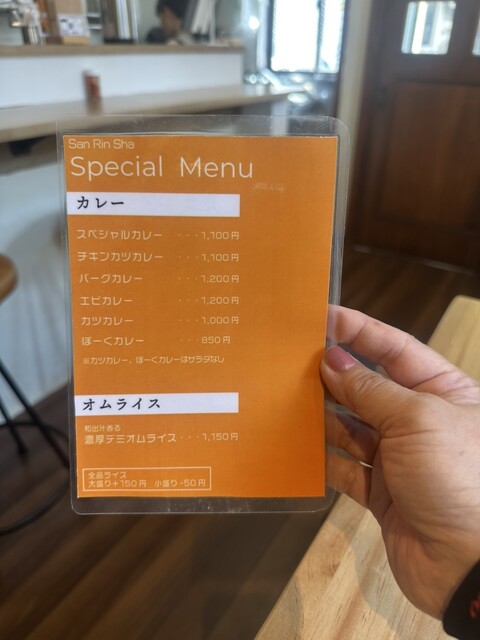 San Rin Sha
Special Menu
カレー
スペシャルカレー ・・・1,100円
チキンカツカレー ・・・1,100円
バーグカレー ・・・1,200円
エビカレー ・・・1,200円
カツカレー ・・・1,000円
ぽーくカレー ・・・850円
※カツカレー、ぽーくカレーはサラダなし
オムライス
和出汁香る
濃厚デミオムライス・・・1,150円
全品ライス
大盛り+150円 小盛り-50円